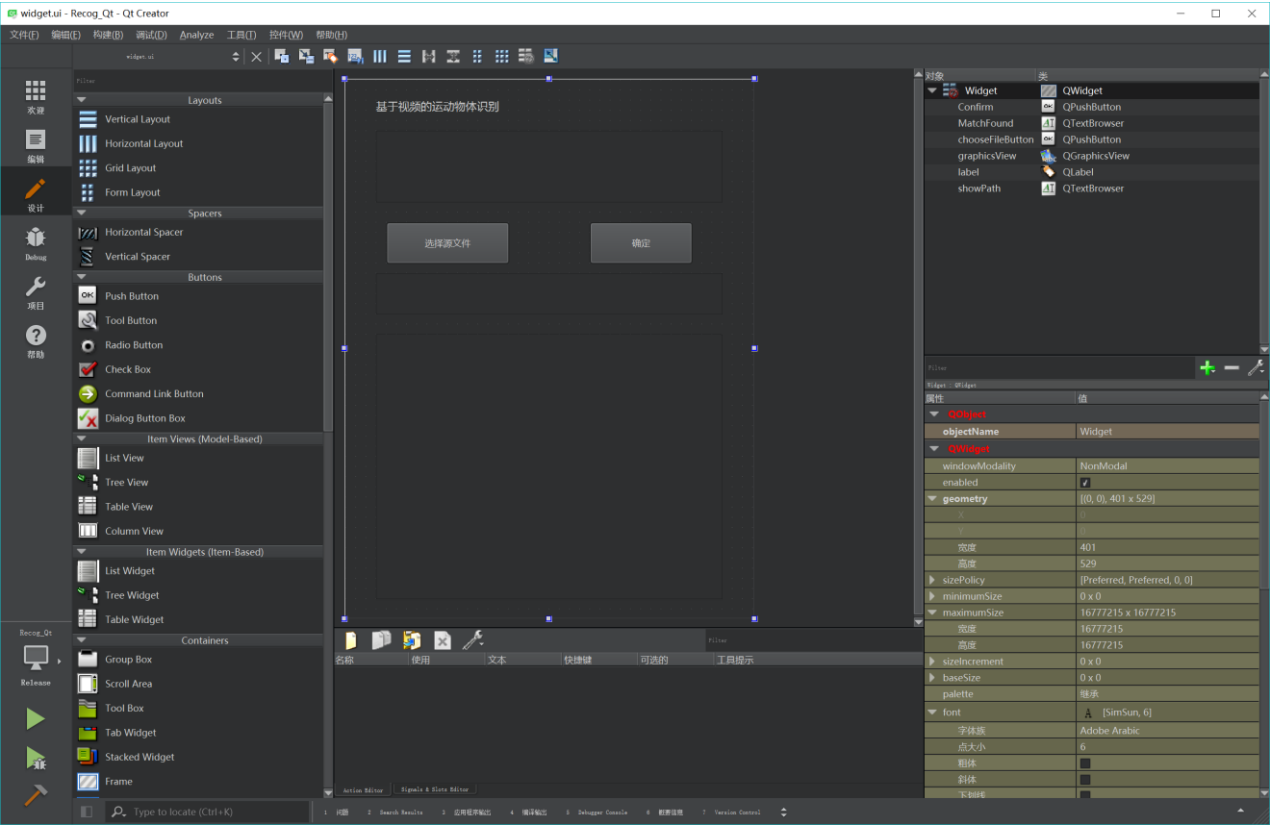 widget.ui - Recog_Qt - Qt Creator
文件(F) 编辑(E) 构建(B) 调试(D) Analyze 工具(T) 控件(W) 帮助(H)
widget.ui
欢迎
编辑
设计
Debug
项目
帮助
Recog_Qt
Release
Filter
Layouts
Vertical Layout
Horizontal Layout
Grid Layout
Form Layout
Spacers
Horizontal Spacer
Vertical Spacer
Buttons
OK Push Button
Tool Button
Radio Button
Check Box
Command Link Button
Dialog Button Box
Item Views (Model-Based)
List View
Tree View
Table View
Column View
Item Widgets (Item-Based)
List Widget
Tree Widget
Table Widget
Containers
Group Box
Scroll Area
Tool Box
Tab Widget
Stacked Widget
Frame
基于视频的运动物体识别
选择源文件 确定
Filter
名称 使用 文本 快捷键 可选的 工具提示
Action Editor Signals & Slots Editor
对象 类
Widget QWidget
Confirm OK QPushButton
MatchFound AI QTextBrowser
chooseFileButton OK QPushButton
graphicsView QGraphicsView
label QLabel
showPath AI QTextBrowser
Filter
Widget : QWidget
属性 值
QObject
objectName Widget
QWidget
windowModality NonModal
enabled
geometry [(0, 0), 401 x 529]
X 0
Y 0
宽度 401
高度 529
sizePolicy [Preferred, Preferred, 0, 0]
minimumSize 0 x 0
maximumSize 16777215 x 16777215
宽度 16777215
高度 16777215
sizeIncrement 0 x 0
baseSize 0 x 0
palette 继承
font A [SimSun, 6]
字体族 Adobe Arabic
点大小 6
粗体
斜体
下划线
Type to locate (Ctrl+K)
1 问题 2 Search Results 3 应用程序输出 4 编译输出 5 Debugger Console 6 概要信息 7 Version Control